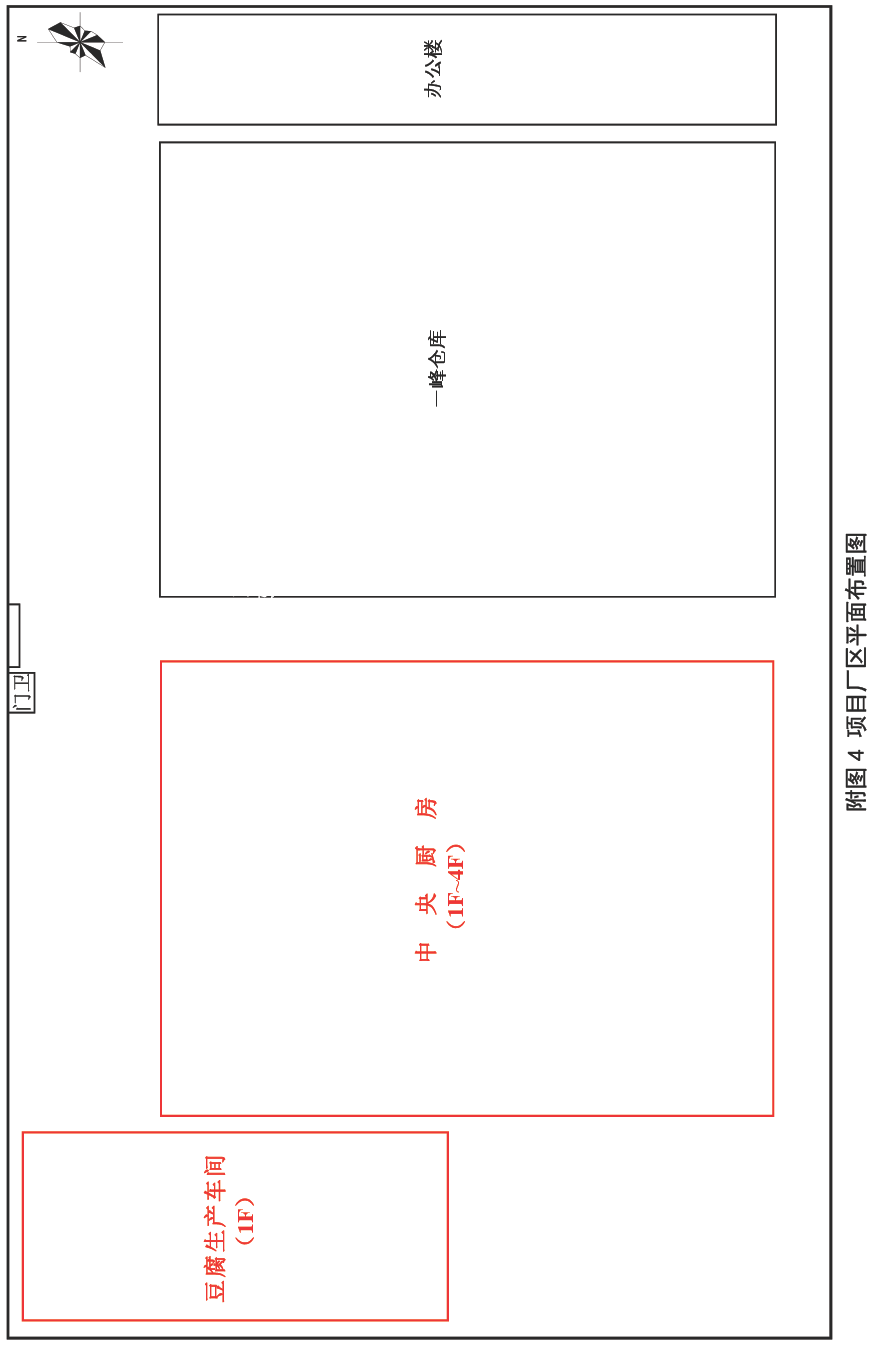 N
办公楼
一峰仓库
门卫
中央厨房
(1F~4F)
豆腐生产车间
(1F)
附图 4 项目厂区平面布置图